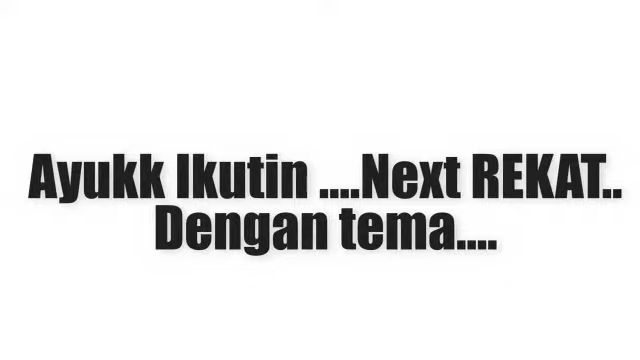 Ayukk Ikutin ....Next REKAT..
Dengan tema....